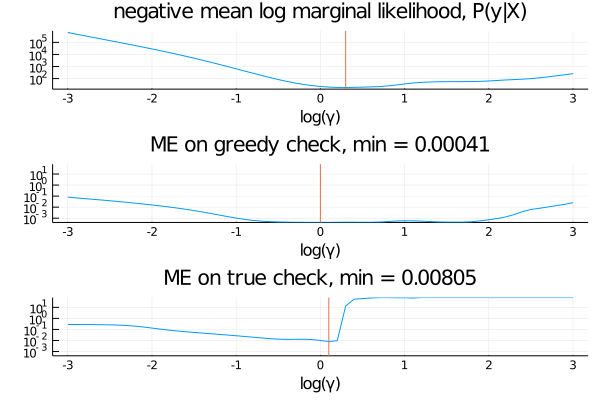 negative mean log marginal likelihood, P(y|X)
10⁵
10⁴
10³
10²
-3 -2 -1 0 1 2 3
log(γ)
ME on greedy check, min = 0.00041
10¹
10⁰
10⁻¹
10⁻²
10⁻³
-3 -2 -1 0 1 2 3
log(γ)
ME on true check, min = 0.00805
10¹
10⁰
10⁻¹
10⁻²
10⁻³
-3 -2 -1 0 1 2 3
log(γ)